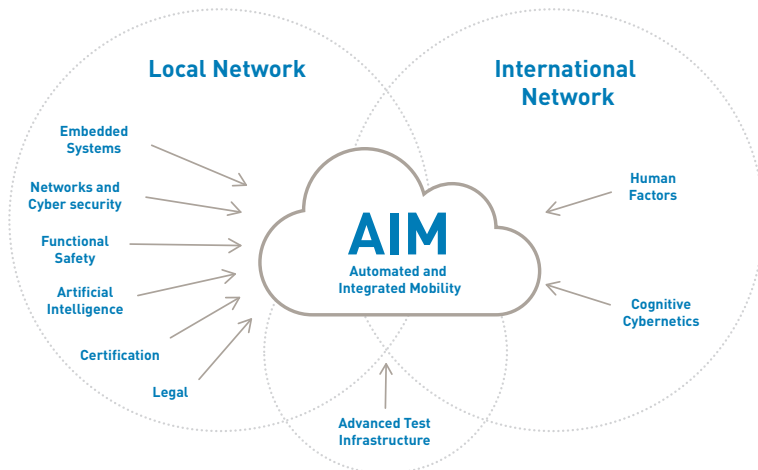 Local Network
International
Network
Embedded
Systems
Networks and
Cyber security
Functional
Safety
Artificial
Intelligence
Certification
Legal
AIM
Automated and
Integrated Mobility
Human
Factors
Cognitive
Cybernetics
Advanced Test
Infrastructure